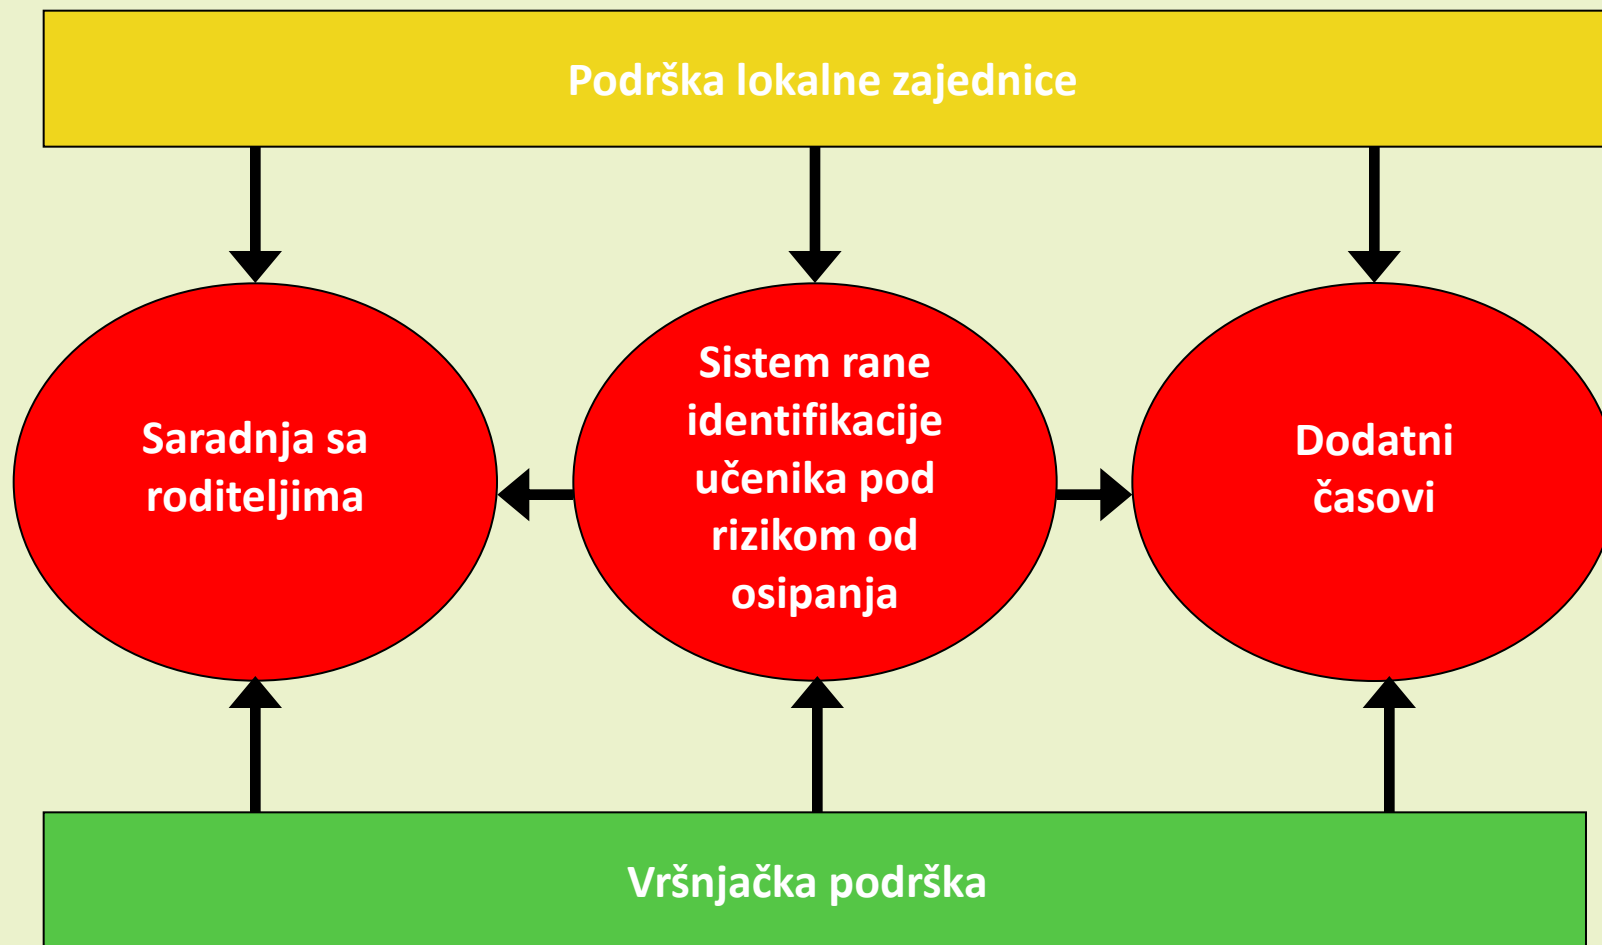 Podrška lokalne zajednice
Saradnja sa
roditeljima
Sistem rane
identifikacije
učenika pod
rizikom od
osipanja
Dodatni
časovi
Vršnjačka podrška